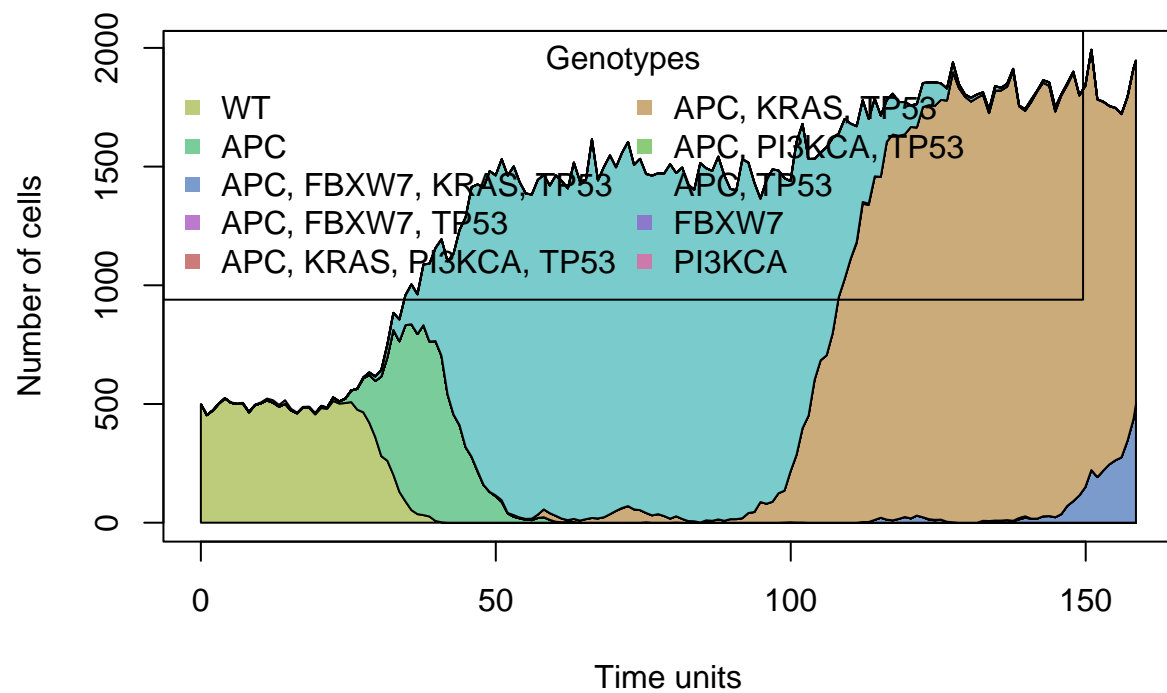 Genotypes
WT
APC
APC, FBXW7, KRAS, TP53
APC, FBXW7, TP53
APC, KRAS, PI3KCA, TP53
APC, KRAS, TP53
APC, PI3KCA, TP53
APC, TP53
FBXW7
PI3KCA
Number of cells
2000
1500
1000
500
0
0 50 100 150
Time units